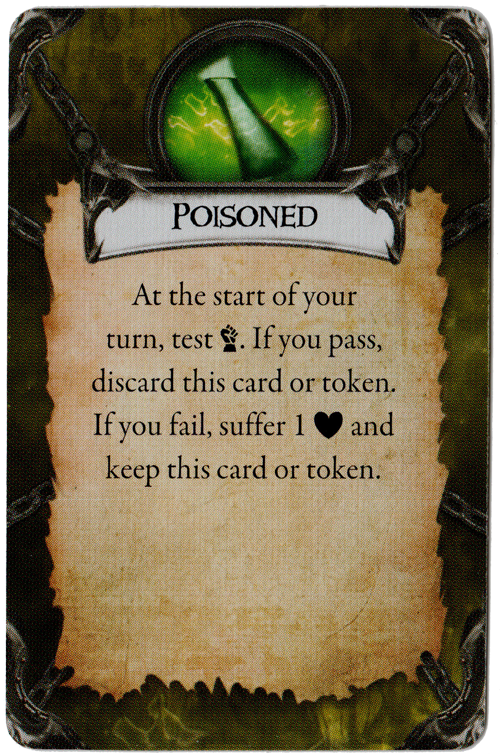 POISONED
At the start of your
turn, test ✊. If you pass,
discard this card or token.
If you fail, suffer 1 ♥ and
keep this card or token.